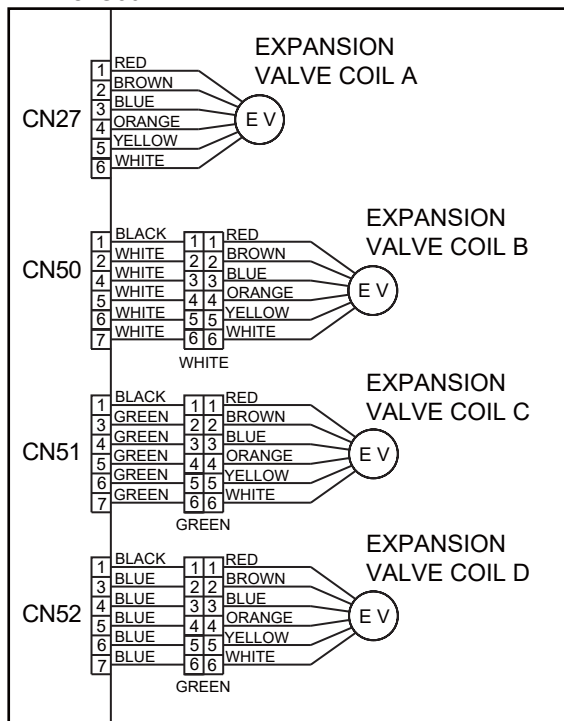 EXPANSION
VALVE COIL A
CN27
1 RED
2 BROWN
3 BLUE
4 ORANGE
5 YELLOW
6 WHITE
E V
EXPANSION
VALVE COIL B
CN50
1 BLACK 1 1 RED
2 WHITE 2 2 BROWN
4 WHITE 3 3 BLUE
5 WHITE 4 4 ORANGE
6 WHITE 5 5 YELLOW
7 WHITE 6 6 WHITE
WHITE
E V
EXPANSION
VALVE COIL C
CN51
1 BLACK 1 1 RED
3 GREEN 2 2 BROWN
4 GREEN 3 3 BLUE
5 GREEN 4 4 ORANGE
6 GREEN 5 5 YELLOW
7 GREEN 6 6 WHITE
GREEN
E V
EXPANSION
VALVE COIL D
CN52
1 BLACK 1 1 RED
3 BLUE 2 2 BROWN
4 BLUE 3 3 BLUE
5 BLUE 4 4 ORANGE
6 BLUE 5 5 YELLOW
7 BLUE 6 6 WHITE
GREEN
E V